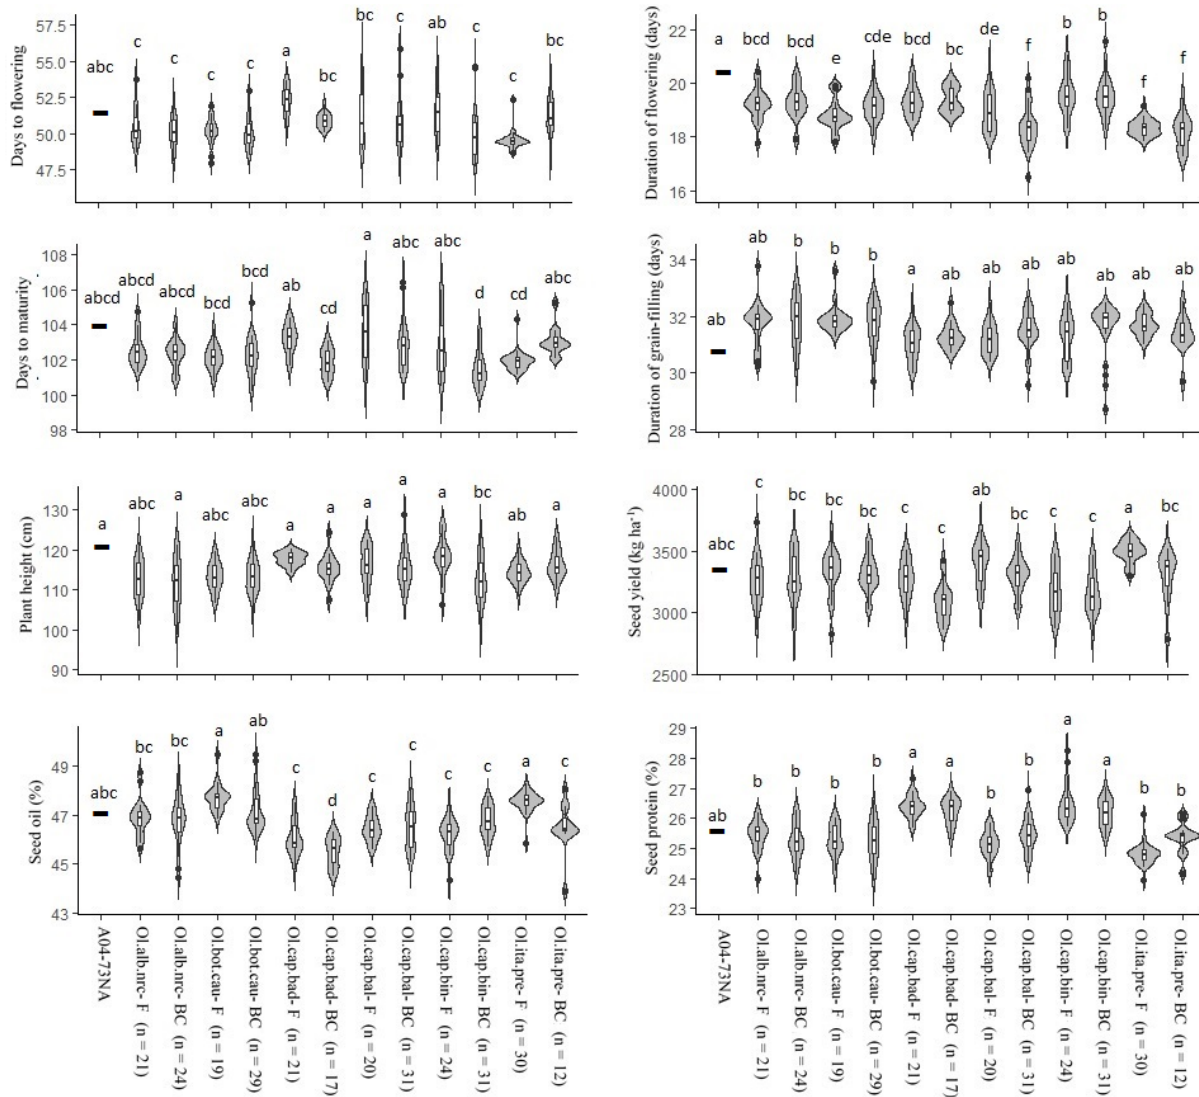 Days to flowering
57.5
55.0
52.5
50.0
47.5
abc c c c c a bc bc c ab c c bc
Duration of flowering (days)
22
20
18
16
a bcd bcd e cde bcd bc de f b b f f
Days to maturity
108
106
104
102
100
98
abcd abcd abcd bcd bcd ab cd a abc abc d cd abc
Duration of grain-filling (days)
34
32
30
28
ab ab b b b a ab ab ab ab ab ab ab
Plant height (cm)
130
120
110
100
90
a abc a abc abc a a a a a bc ab a
Seed yield (kg ha⁻¹)
4000
3500
3000
2500
abc c bc bc bc c c ab bc c c a bc
Seed oil (%)
49
47
45
43
abc bc bc a ab c d c c c c a c
Seed protein (%)
29
28
27
26
25
24
23
ab b b b b a a b b a a b b
A04-73NA
Ol.alb.nrc- F (n = 21)
Ol.alb.nrc- BC (n = 24)
Ol.bot.cau- F (n = 19)
Ol.bot.cau- BC (n = 29)
Ol.cap.bad- F (n = 21)
Ol.cap.bad- BC (n = 17)
Ol.cap.bal- F (n = 20)
Ol.cap.bal- BC (n = 31)
Ol.cap.bin- F (n = 24)
Ol.cap.bin- BC (n = 31)
Ol.ita.pre- F (n = 30)
Ol.ita.pre- BC (n = 12)
A04-73NA
Ol.alb.nrc- F (n = 21)
Ol.alb.nrc- BC (n = 24)
Ol.bot.cau- F (n = 19)
Ol.bot.cau- BC (n = 29)
Ol.cap.bad- F (n = 21)
Ol.cap.bad- BC (n = 17)
Ol.cap.bal- F (n = 20)
Ol.cap.bal- BC (n = 31)
Ol.cap.bin- F (n = 24)
Ol.cap.bin- BC (n = 31)
Ol.ita.pre- F (n = 30)
Ol.ita.pre- BC (n = 12)